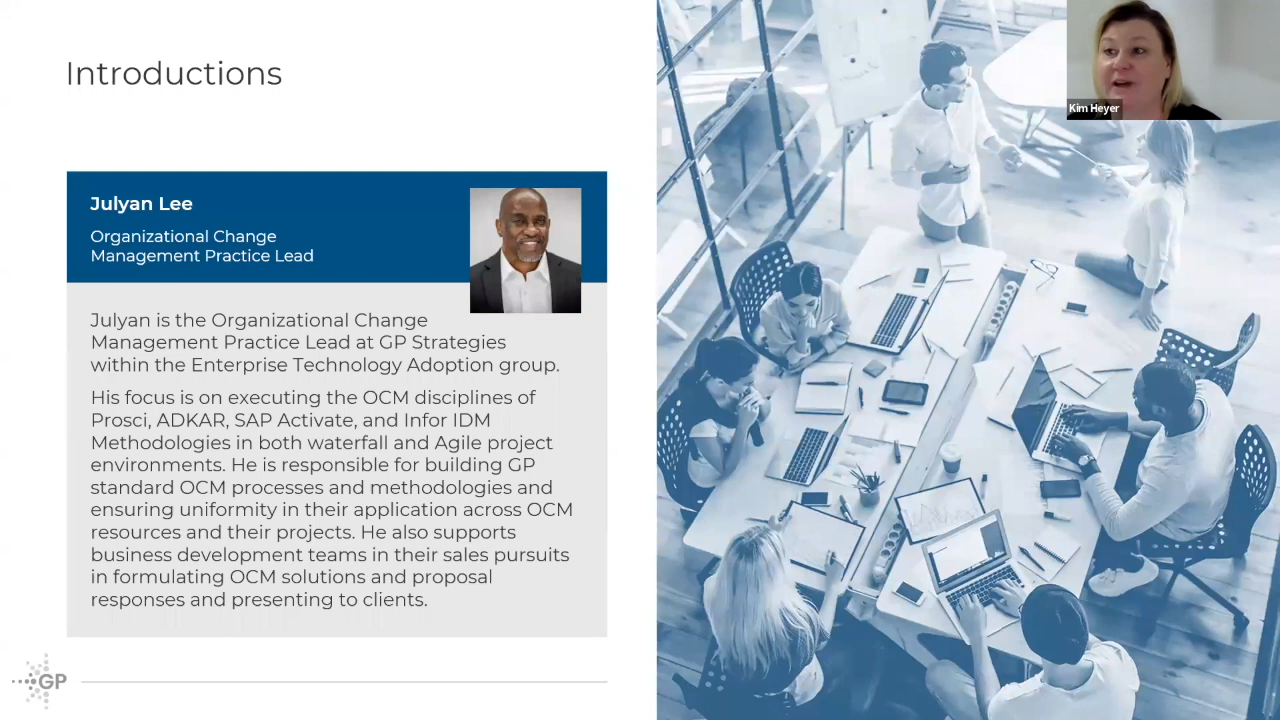 Introductions
Kim Heyer
Julyan Lee
Organizational Change
Management Practice Lead
Julyan is the Organizational Change
Management Practice Lead at GP Strategies
within the Enterprise Technology Adoption group.
His focus is on executing the OCM disciplines of
Prosci, ADKAR, SAP Activate, and Infor IDM
Methodologies in both waterfall and Agile project
environments. He is responsible for building GP
standard OCM processes and methodologies and
ensuring uniformity in their application across OCM
resources and their projects. He also supports
business development teams in their sales pursuits
in formulating OCM solutions and proposal
responses and presenting to clients.
GP